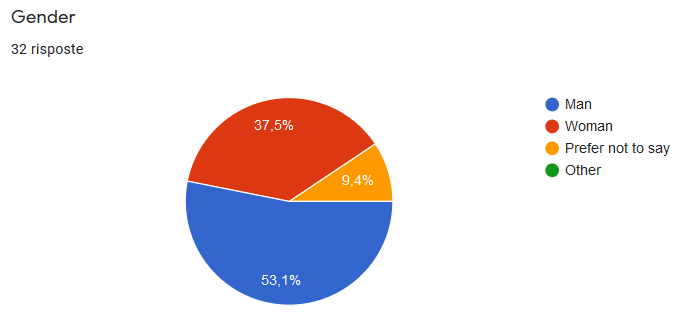 Gender
32 risposte
37,5%
9,4%
53,1%
Man
Woman
Prefer not to say
Other